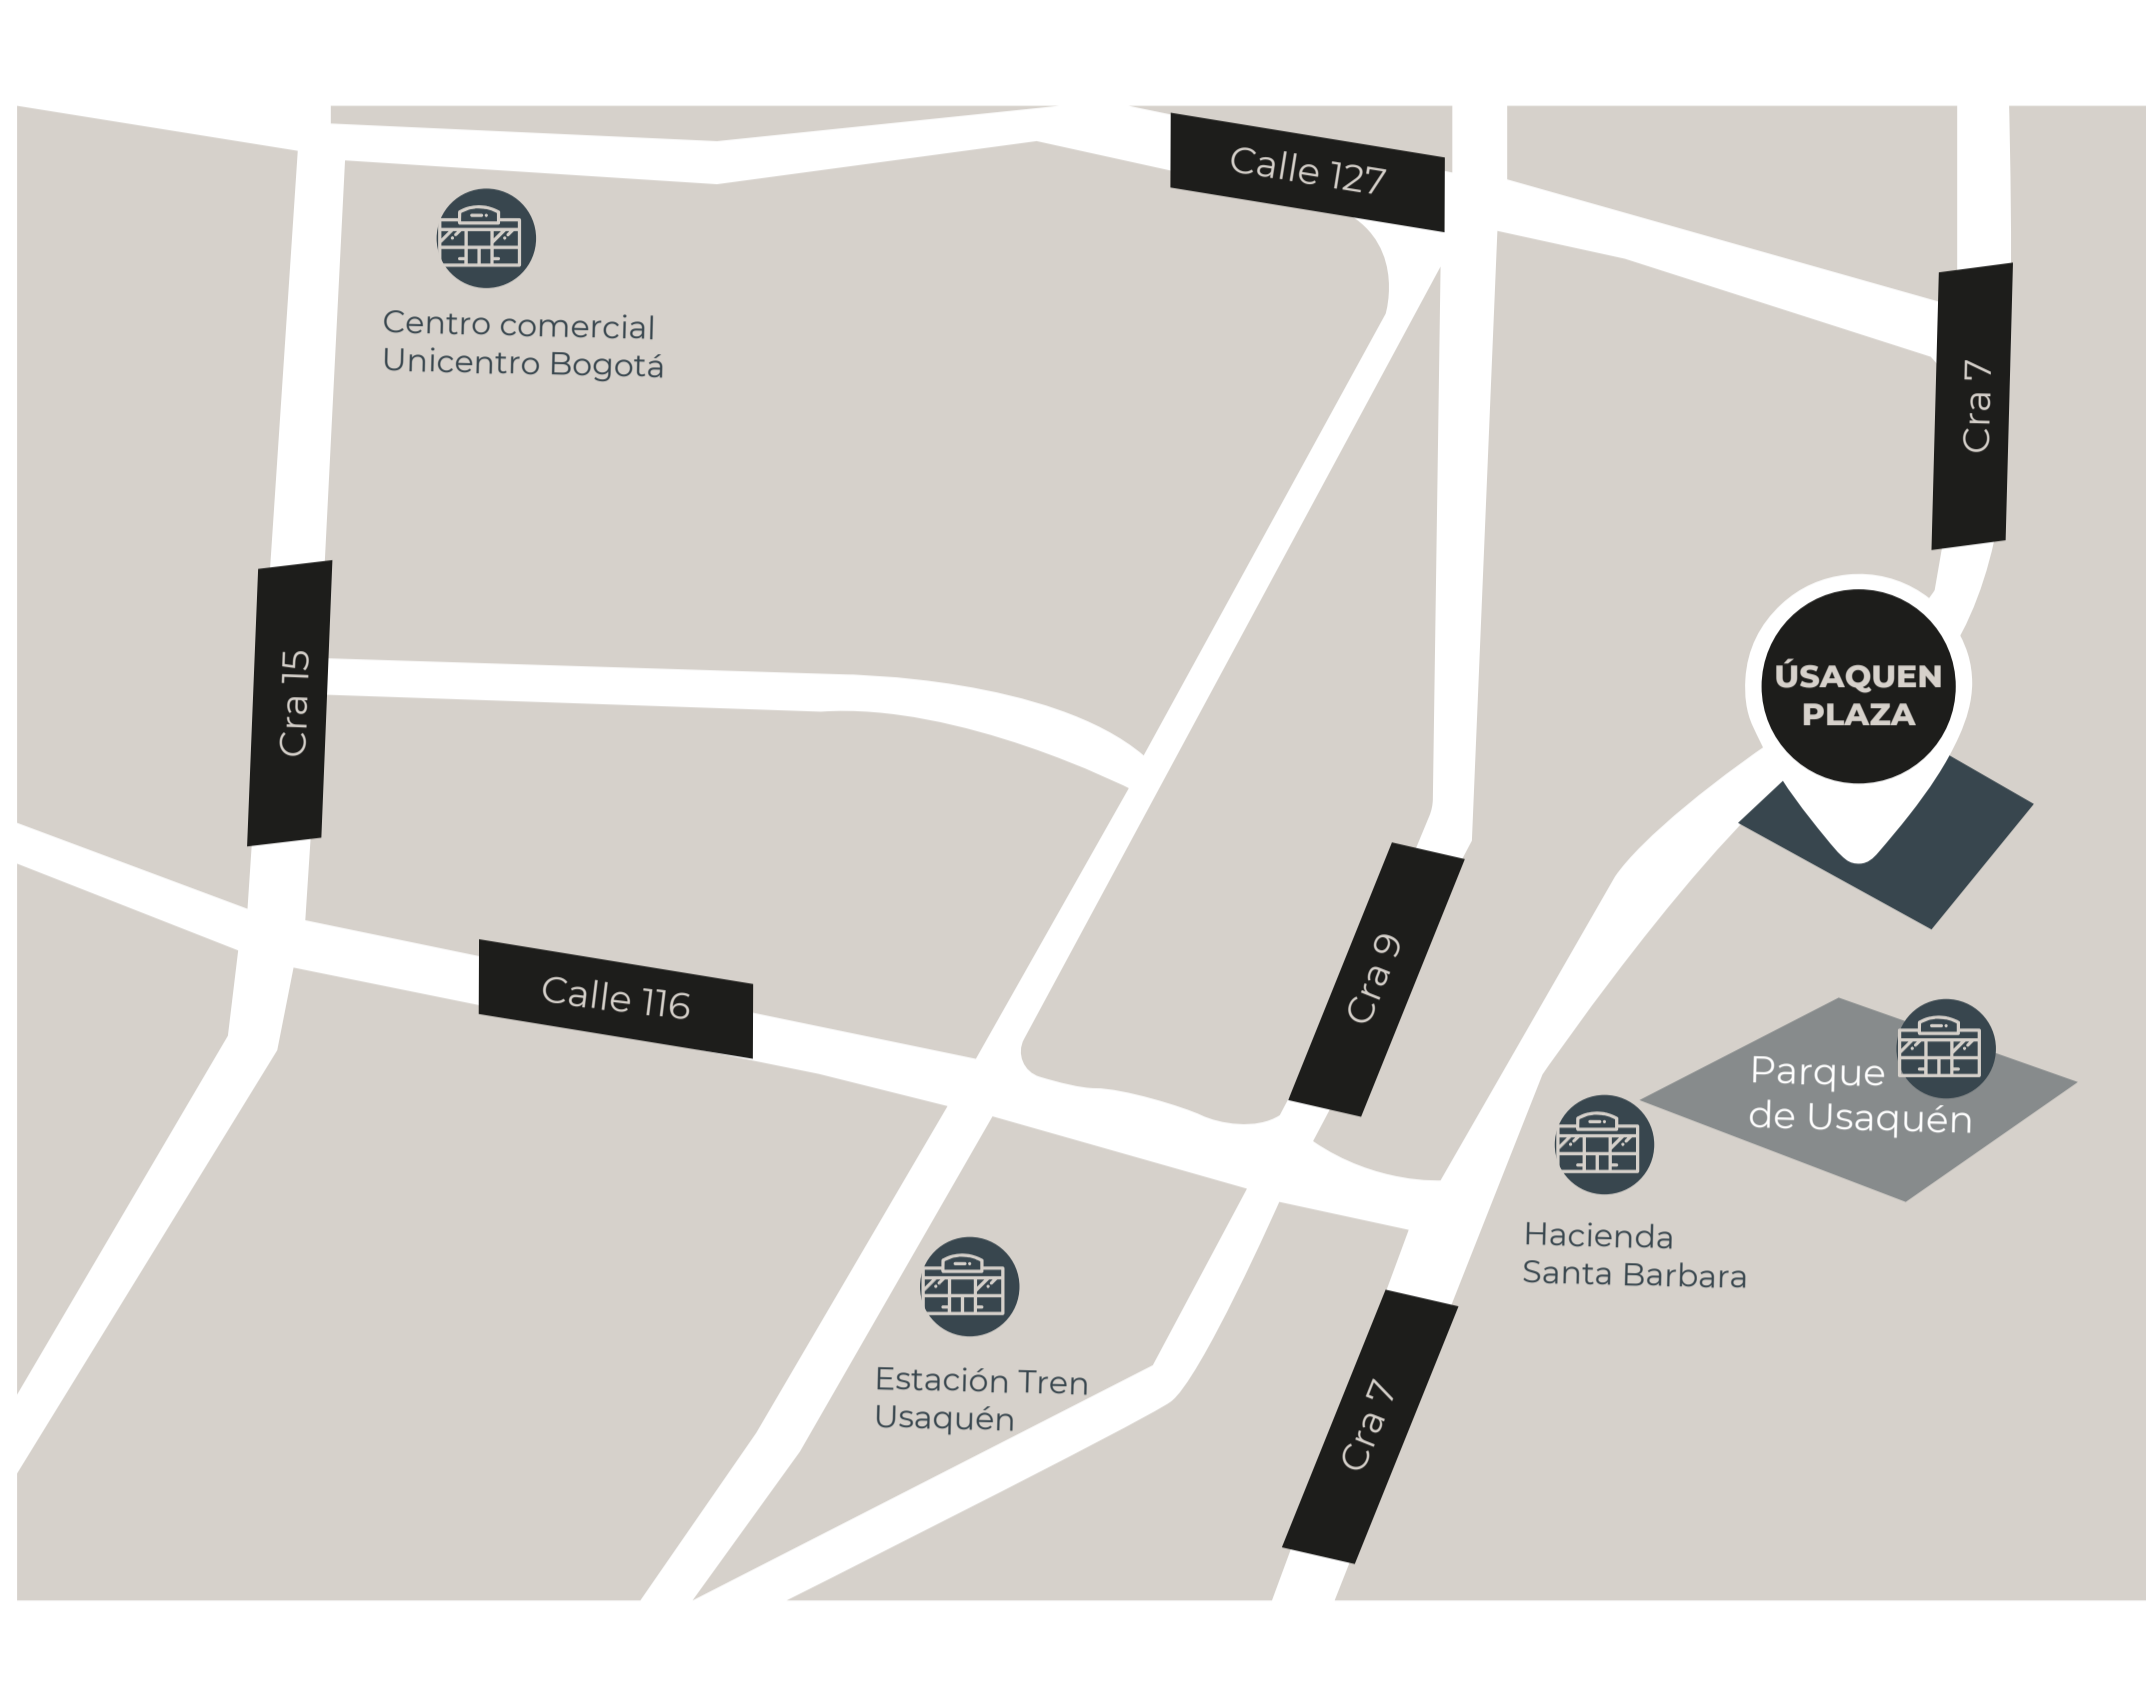 Calle 127
Centro comercial
Unicentro Bogotá
Cra 7
Cra 15
ÚSAQUEN
PLAZA
Cra 9
Calle 116
Parque
de Usaquén
Hacienda
Santa Barbara
Estación Tren
Usaquén
Cra 7